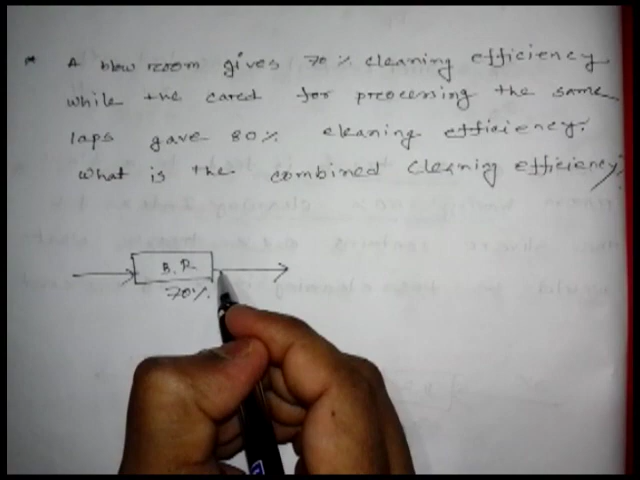 * A blow room gives 70% cleaning efficiency
while the cared for processing the same
laps gave 80% cleaning efficiency.
What is the combined cleaning efficiency?
B.R.
70%